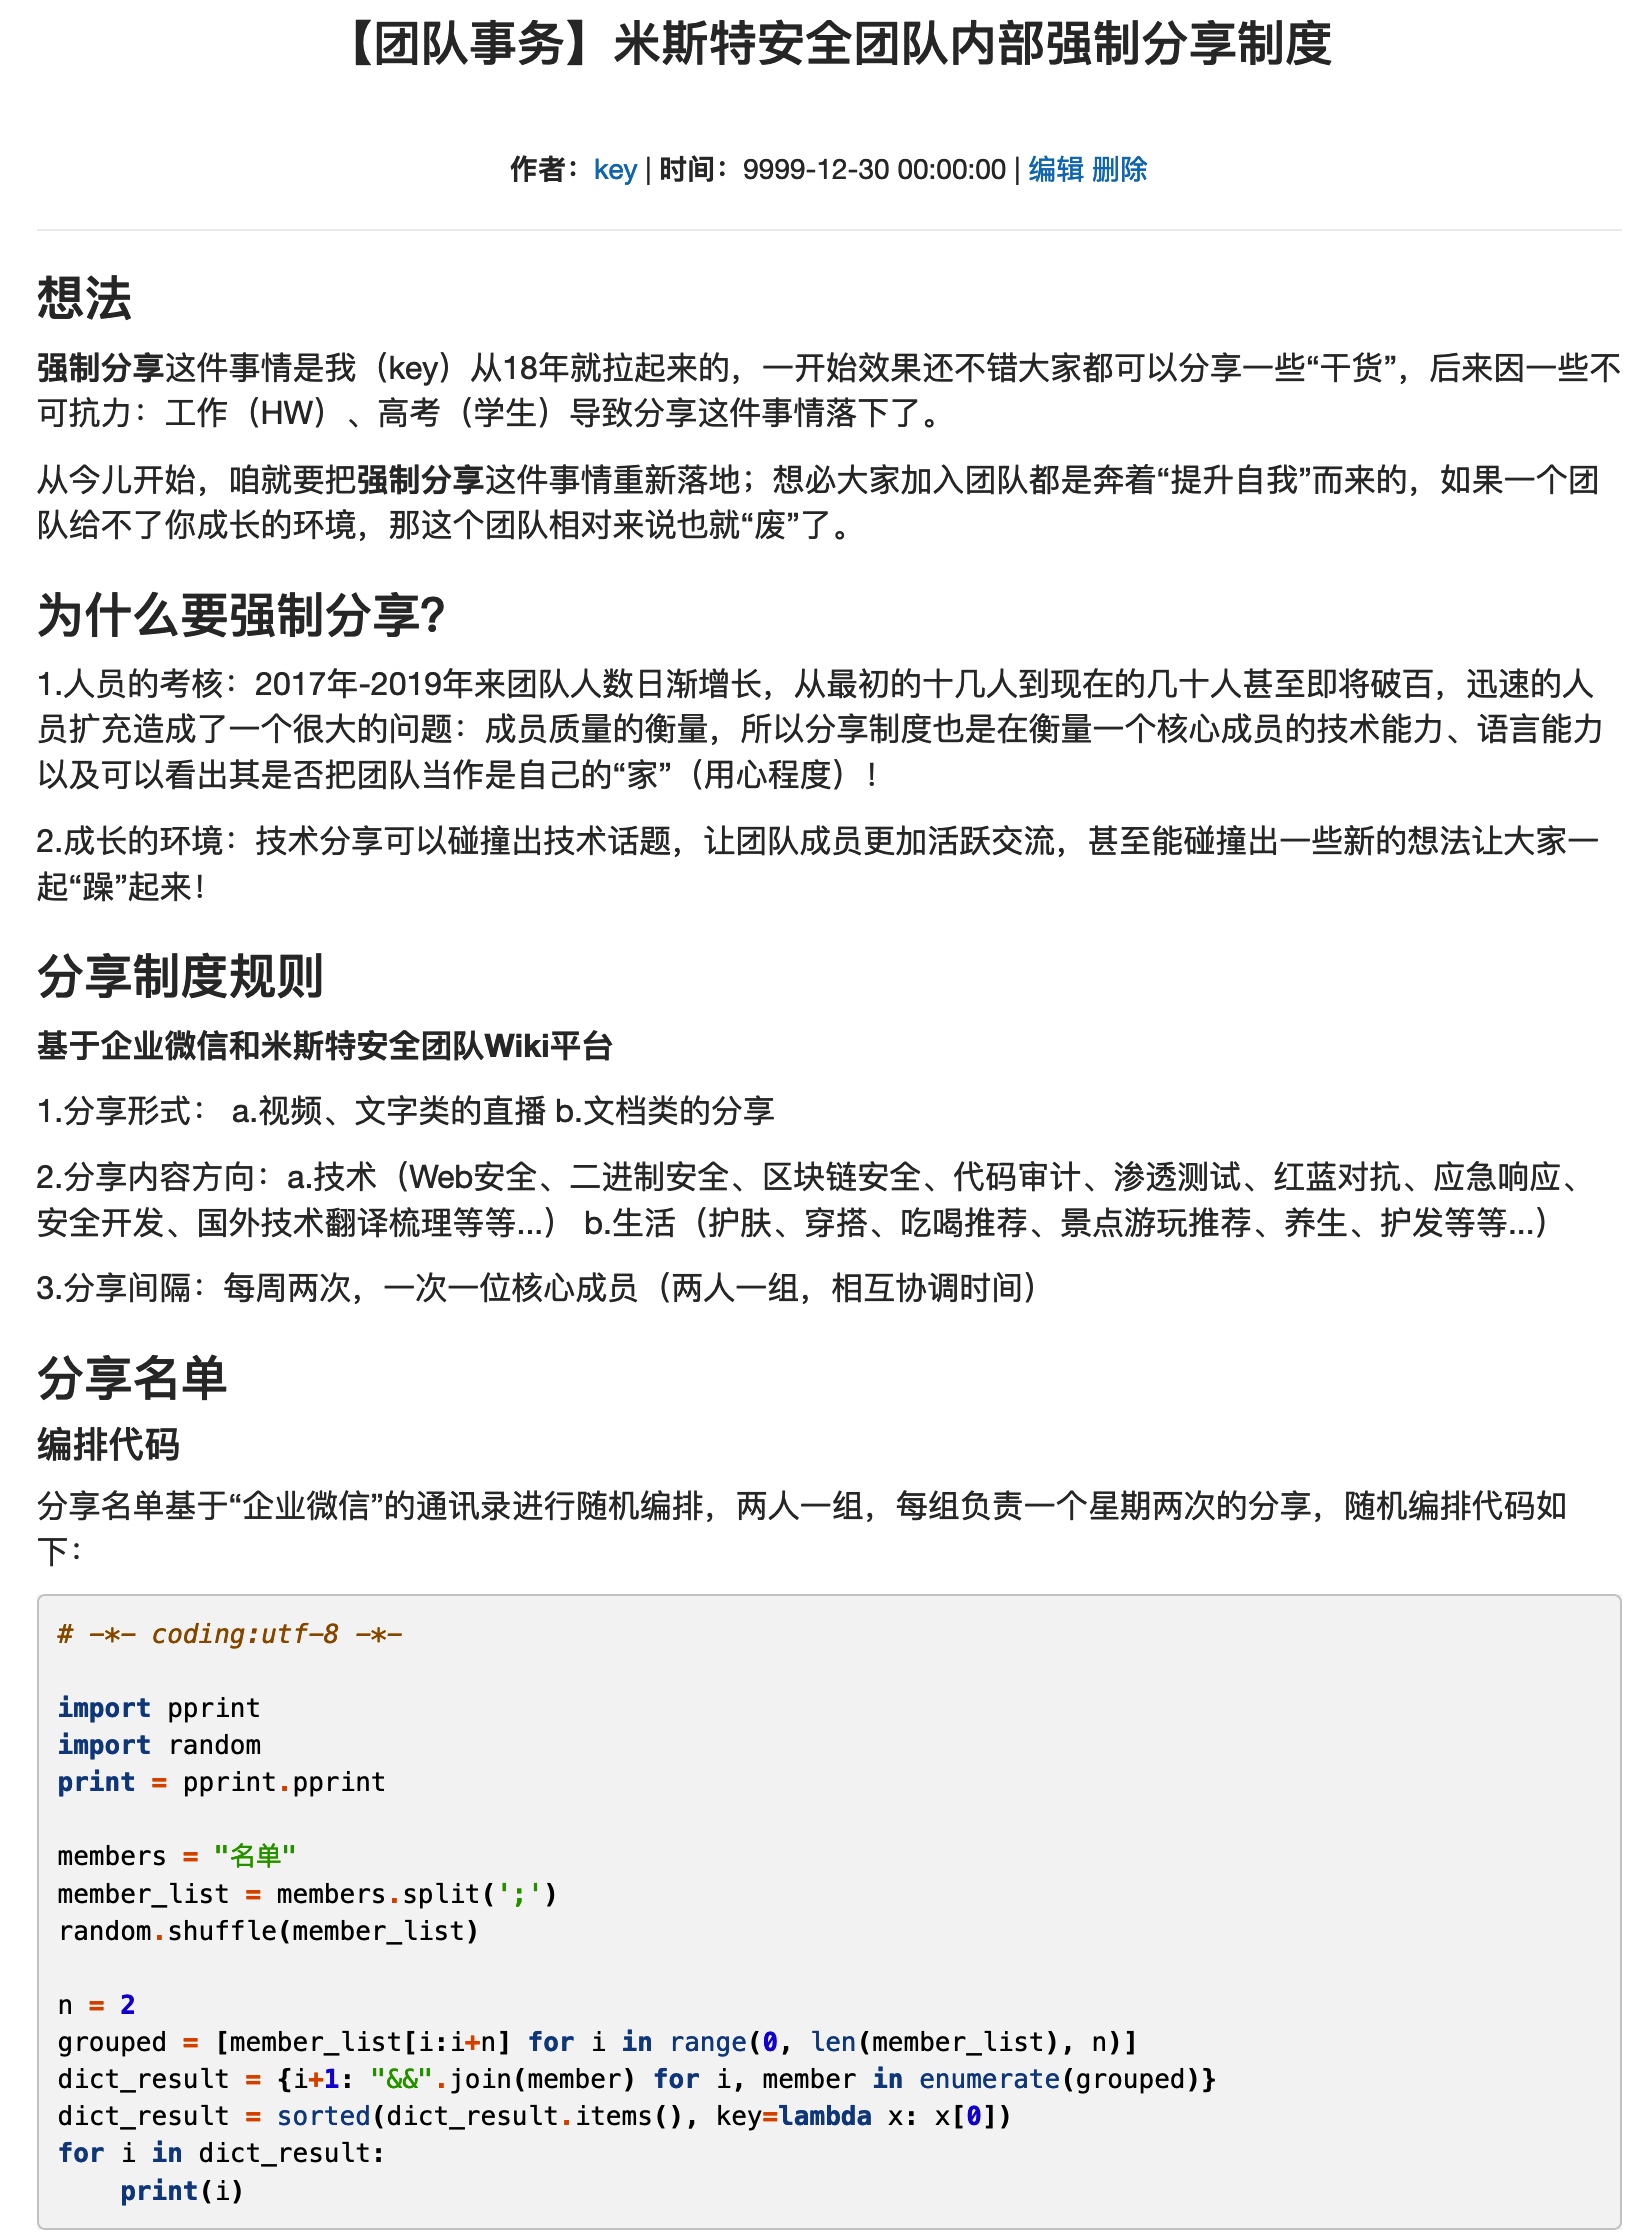 【团队事务】米斯特安全团队内部强制分享制度
作者：key | 时间：9999-12-30 00:00:00 | 编辑 删除
想法
强制分享这件事情是我（key）从18年就拉起来的，一开始效果还不错大家都可以分享一些“干货”，后来因一些不
可抗力：工作（HW）、高考（学生）导致分享这件事情落下了。
从今儿开始，咱就要把强制分享这件事情重新落地；想必大家加入团队都是奔着“提升自我”而来的，如果一个团
队给不了你成长的环境，那这个团队相对来说也就“废”了。
为什么要强制分享?
1.人员的考核：2017年-2019年来团队人数日渐增长，从最初的十几人到现在的几十人甚至即将破百，迅速的人
员扩充造成了一个很大的问题：成员质量的衡量，所以分享制度也是在衡量一个核心成员的技术能力、语言能力
以及可以看出其是否把团队当作是自己的“家”（用心程度）！
2.成长的环境：技术分享可以碰撞出技术话题，让团队成员更加活跃交流，甚至能碰撞出一些新的想法让大家一
起“躁”起来！
分享制度规则
基于企业微信和米斯特安全团队Wiki平台
1.分享形式： a.视频、文字类的直播 b.文档类的分享
2.分享内容方向：a.技术（Web安全、二进制安全、区块链安全、代码审计、渗透测试、红蓝对抗、应急响应、
安全开发、国外技术翻译梳理等等...） b.生活（护肤、穿搭、吃喝推荐、景点游玩推荐、养生、护发等等...）
3.分享间隔：每周两次，一次一位核心成员（两人一组，相互协调时间）
分享名单
编排代码
分享名单基于“企业微信”的通讯录进行随机编排，两人一组，每组负责一个星期两次的分享，随机编排代码如
下：
# -*- coding:utf-8 -*-
import pprint
import random
print = pprint.pprint
members = "名单"
member_list = members.split(';')
random.shuffle(member_list)
n = 2
grouped = [member_list[i:i+n] for i in range(0, len(member_list), n)]
dict_result = {i+1: "&&".join(member) for i, member in enumerate(grouped)}
dict_result = sorted(dict_result.items(), key=lambda x: x[0])
for i in dict_result:
    print(i)